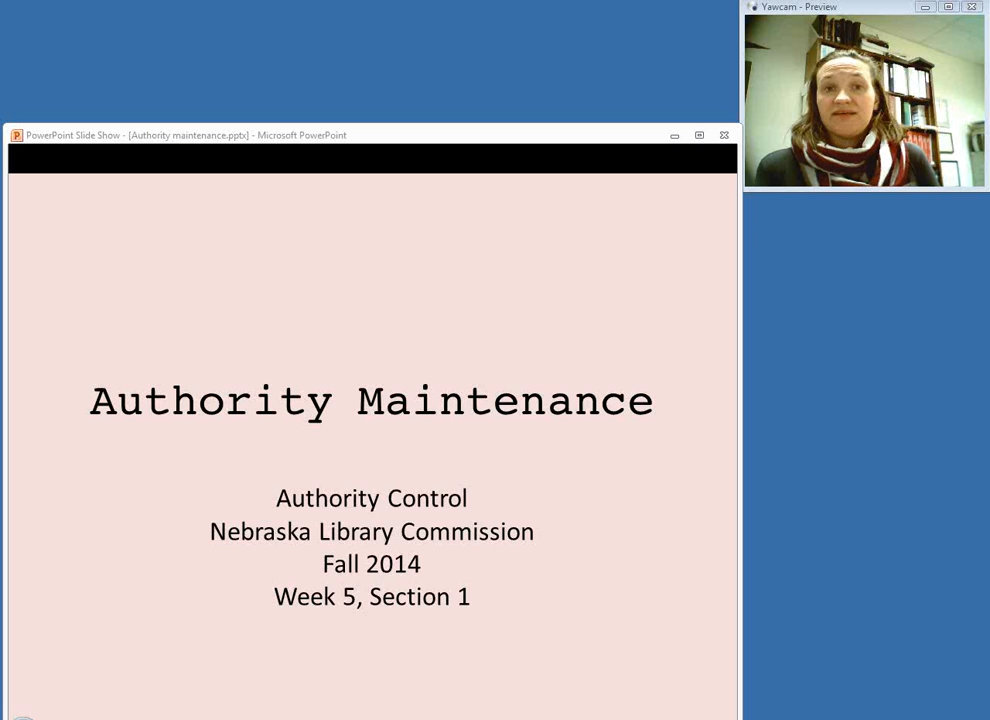 Yawcam - Preview
PowerPoint Slide Show - [Authority maintenance.pptx] - Microsoft PowerPoint
Authority Maintenance
Authority Control
Nebraska Library Commission
Fall 2014
Week 5, Section 1